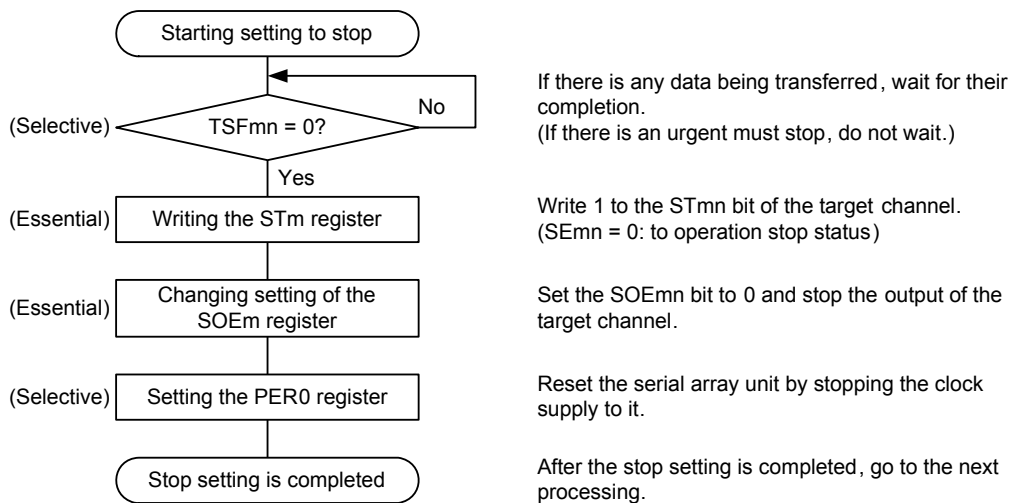 Starting setting to stop
If there is any data being transferred, wait for their
completion.
(If there is an urgent must stop, do not wait.)
No
(Selective)
TSFmn = 0?
Yes
(Essential)
Writing the STm register
Write 1 to the STmn bit of the target channel.
(SEmn = 0: to operation stop status)
(Essential)
Changing setting of the
SOEm register
Set the SOEmn bit to 0 and stop the output of the
target channel.
(Selective)
Setting the PER0 register
Reset the serial array unit by stopping the clock
supply to it.
Stop setting is completed
After the stop setting is completed, go to the next
processing.